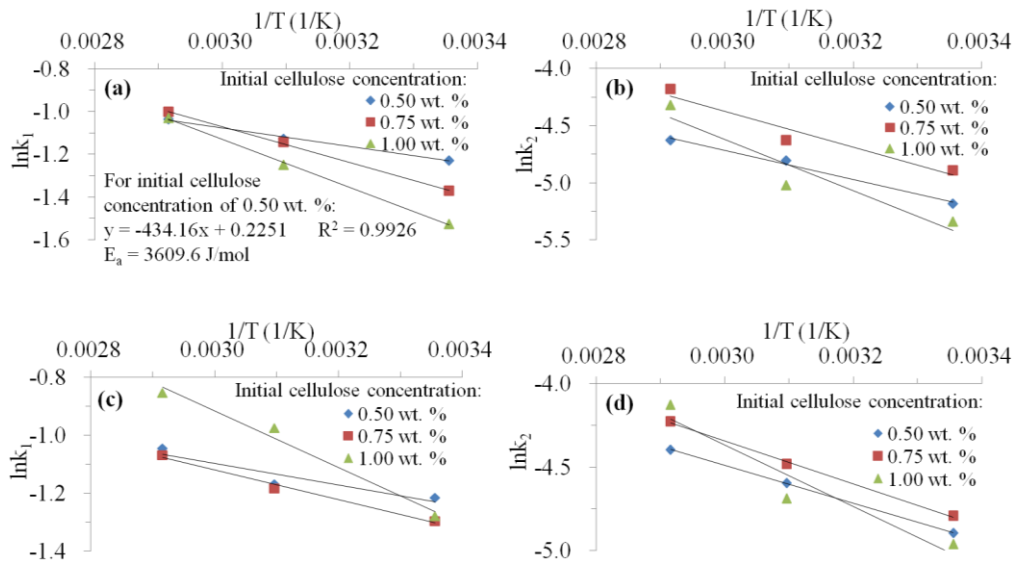 1/T (1/K)
0.0028 0.0030 0.0032 0.0034
-0.8
-1.0
-1.2
-1.4
-1.6
lnk1
(a)
Initial cellulose concentration:
0.50 wt. %
0.75 wt. %
1.00 wt. %
For initial cellulose
concentration of 0.50 wt. %:
y = -434.16x + 0.2251 R² = 0.9926
Ea = 3609.6 J/mol
1/T (1/K)
0.0028 0.0030 0.0032 0.0034
-4.0
-4.5
-5.0
-5.5
lnk2
(b)
Initial cellulose concentration:
0.50 wt. %
0.75 wt. %
1.00 wt. %
1/T (1/K)
0.0028 0.0030 0.0032 0.0034
-0.8
-1.0
-1.2
-1.4
lnk1
(c)
Initial cellulose concentration:
0.50 wt. %
0.75 wt. %
1.00 wt. %
1/T (1/K)
0.0028 0.0030 0.0032 0.0034
-4.0
-4.5
-5.0
lnk2
(d)
Initial cellulose concentration:
0.50 wt. %
0.75 wt. %
1.00 wt. %